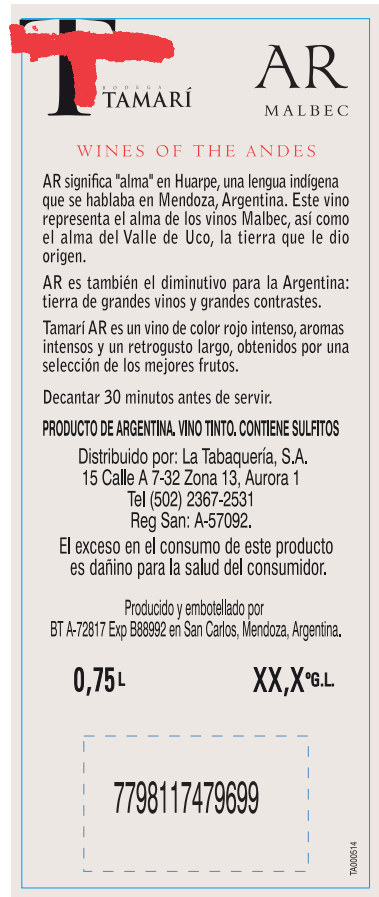 T
BODEGA
TAMARÍ
AR
MALBEC
WINES OF THE ANDES
AR significa "alma" en Huarpe, una lengua indígena
que se hablaba en Mendoza, Argentina. Este vino
representa el alma de los vinos Malbec, así como
el alma del Valle de Uco, la tierra que le dio
origen.
AR es también el diminutivo para la Argentina:
tierra de grandes vinos y grandes contrastes.
Tamarí AR es un vino de color rojo intenso, aromas
intensos y un retrogusto largo, obtenidos por una
selección de los mejores frutos.
Decantar 30 minutos antes de servir.
PRODUCTO DE ARGENTINA. VINO TINTO. CONTIENE SULFITOS
Distribuido por: La Tabaquería, S.A.
15 Calle A 7-32 Zona 13, Aurora 1
Tel (502) 2367-2531
Reg San: A-57092.
El exceso en el consumo de este producto
es dañino para la salud del consumidor.
Producido y embotellado por
BT A-72817 Exp B88992 en San Carlos, Mendoza, Argentina.
0,75 L
XX,X °G.L.
7798117479699
TA000514